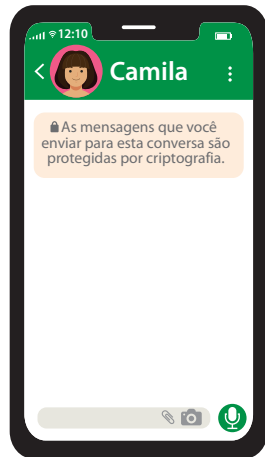 12:10
Camila
As mensagens que você
enviar para esta conversa são
protegidas por criptografia.